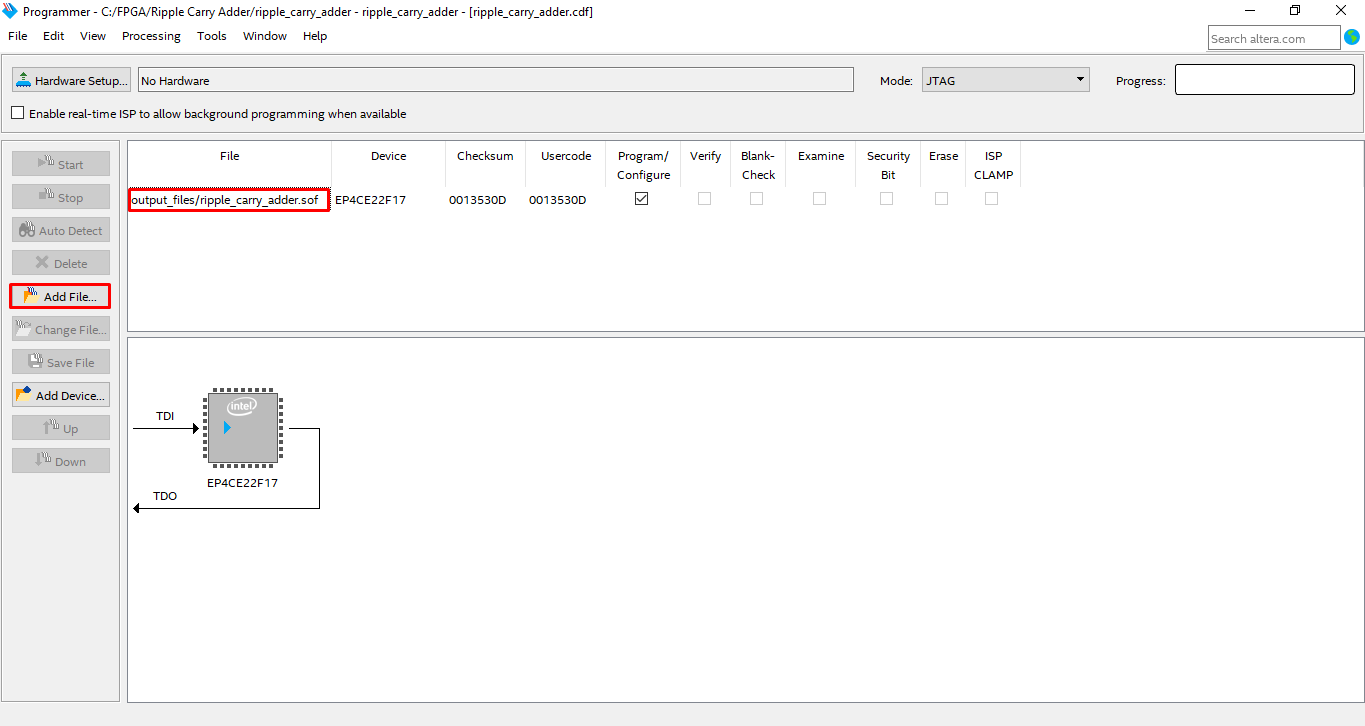 Programmer - C:/FPGA/Ripple Carry Adder/ripple_carry_adder - ripple_carry_adder - [ripple_carry_adder.cdf]
File Edit View Processing Tools Window Help
Search altera.com
Hardware Setup... No Hardware Mode: JTAG Progress:
Enable real-time ISP to allow background programming when available
Start
Stop
Auto Detect
Delete
Add File...
Change File...
Save File
Add Device...
Up
Down
File Device Checksum Usercode Program/ Verify Blank- Examine Security Erase ISP
Configure Check Bit CLAMP
output_files/ripple_carry_adder.sof EP4CE22F17 0013530D 0013530D
intel
TDI
EP4CE22F17
TDO